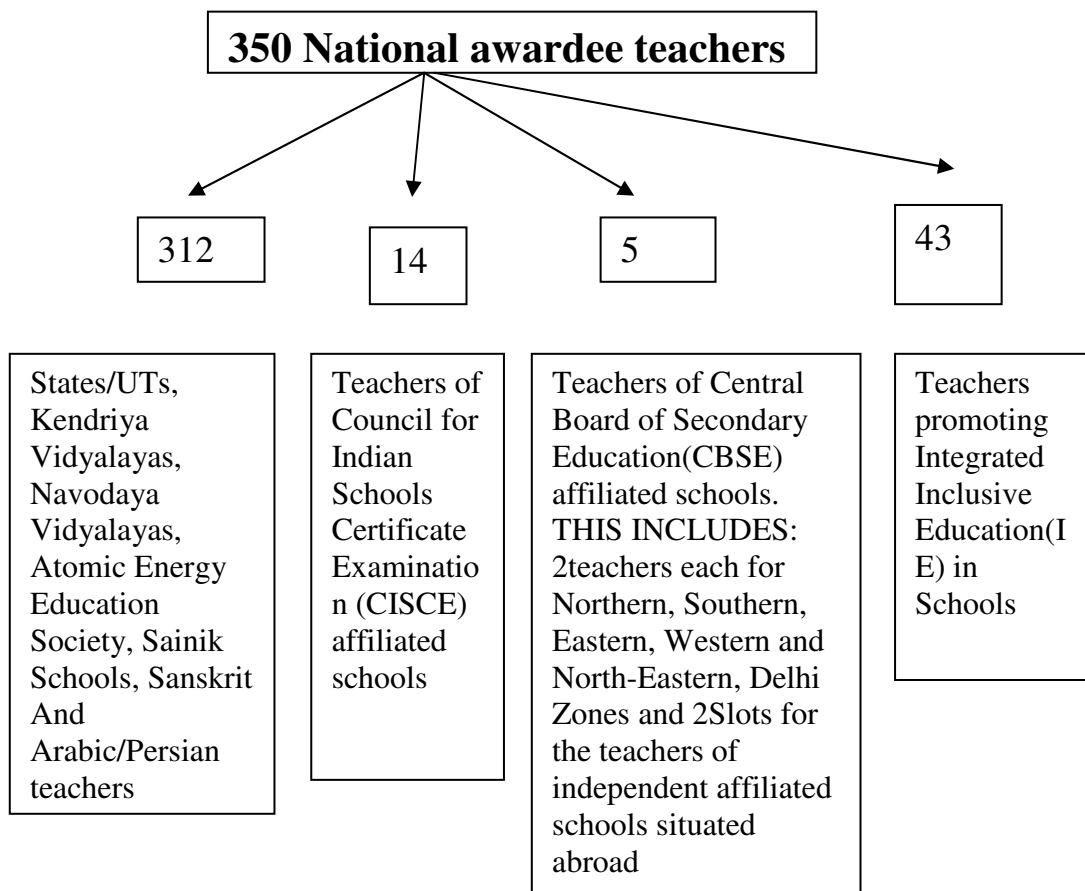 350 National awardee teachers
312
14
5
43
States/UTs,
Kendriya
Vidyalayas,
Navodaya
Vidyalayas,
Atomic Energy
Education
Society, Sainik
Schools, Sanskrit
And
Arabic/Persian
teachers
Teachers of
Council for
Indian
Schools
Certificate
Examinatio
n (CISCE)
affiliated
schools
Teachers of Central
Board of Secondary
Education(CBSE)
affiliated schools.
THIS INCLUDES:
2teachers each for
Northern, Southern,
Eastern, Western and
North-Eastern, Delhi
Zones and 2Slots for
the teachers of
independent affiliated
schools situated
abroad
Teachers
promoting
Integrated
Inclusive
Education(I
E) in
Schools